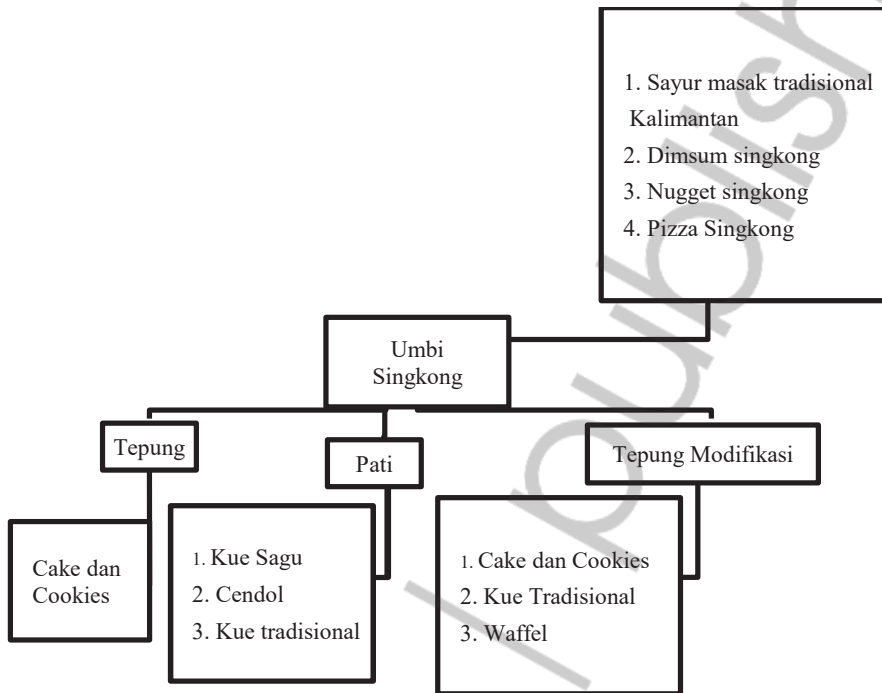 1. Sayur masak tradisional
Kalimantan
2. Dimsum singkong
3. Nugget singkong
4. Pizza Singkong
Umbi
Singkong
Tepung
Pati
Tepung Modifikasi
Cake dan
Cookies
1. Kue Sagu
2. Cendol
3. Kue tradisional
1. Cake dan Cookies
2. Kue Tradisional
3. Waffel
publish